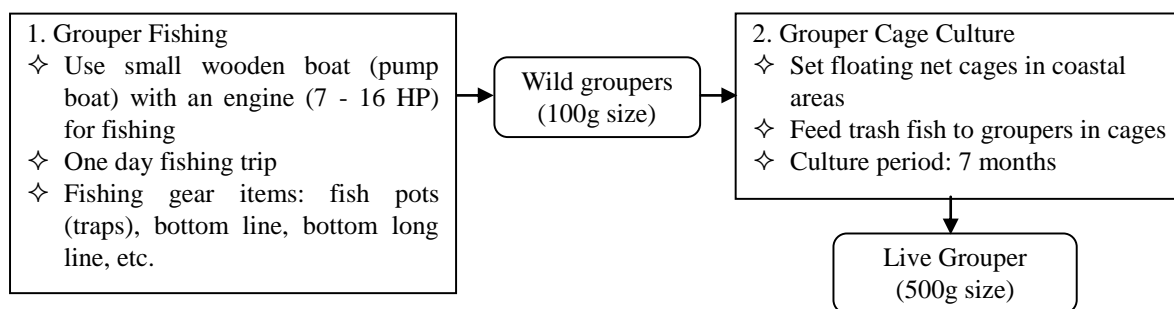 1. Grouper Fishing
✧ Use small wooden boat (pump
boat) with an engine (7 - 16 HP)
for fishing
✧ One day fishing trip
✧ Fishing gear items: fish pots
(traps), bottom line, bottom long
line, etc.
Wild groupers
(100g size)
2. Grouper Cage Culture
✧ Set floating net cages in coastal
areas
✧ Feed trash fish to groupers in cages
✧ Culture period: 7 months
Live Grouper
(500g size)